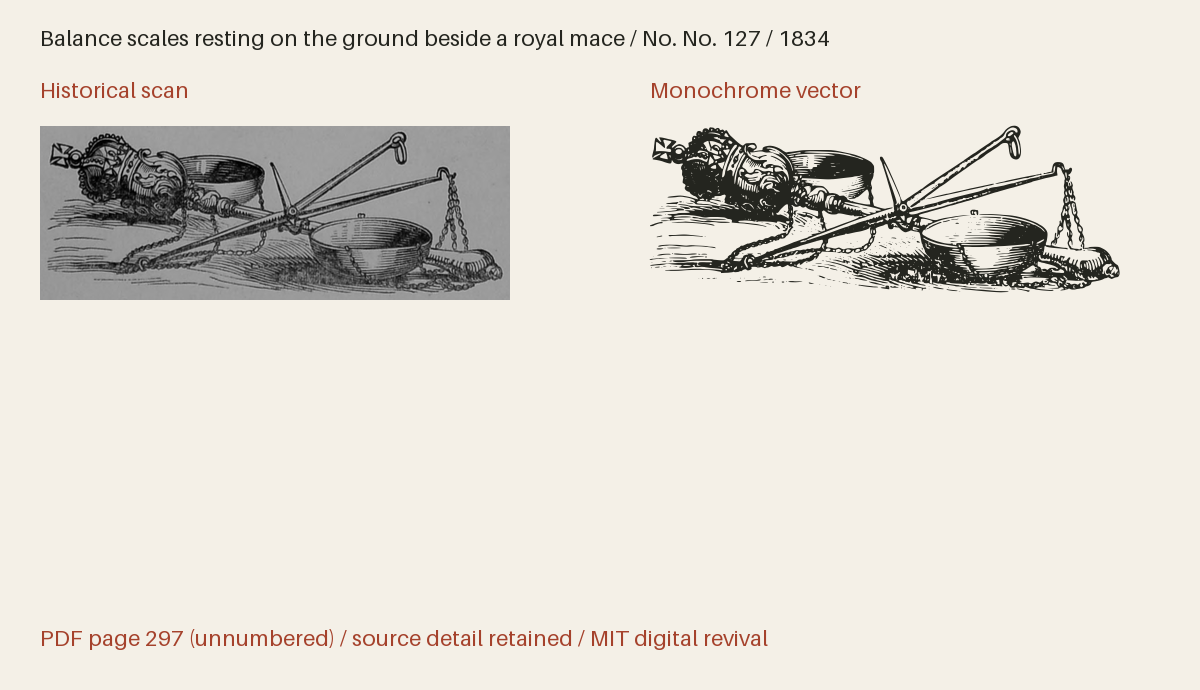 Balance scales resting on the ground beside a royal mace / No. No. 127 / 1834
Historical scan
Monochrome vector
PDF page 297 (unnumbered) / source detail retained / MIT digital revival